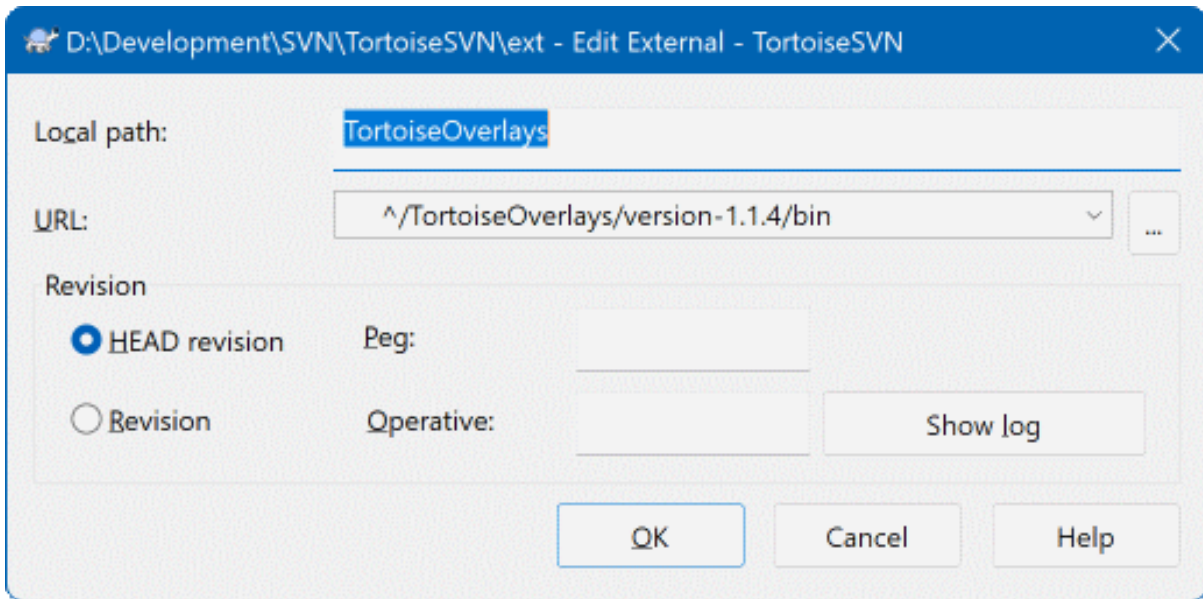 D:\Development\SVN\TortoiseSVN\ext - Edit External - TortoiseSVN
Local path: TortoiseOverlays
URL: ^/TortoiseOverlays/version-1.1.4/bin ...
Revision
HEAD revision Peg:
Revision Operative: Show log
OK Cancel Help